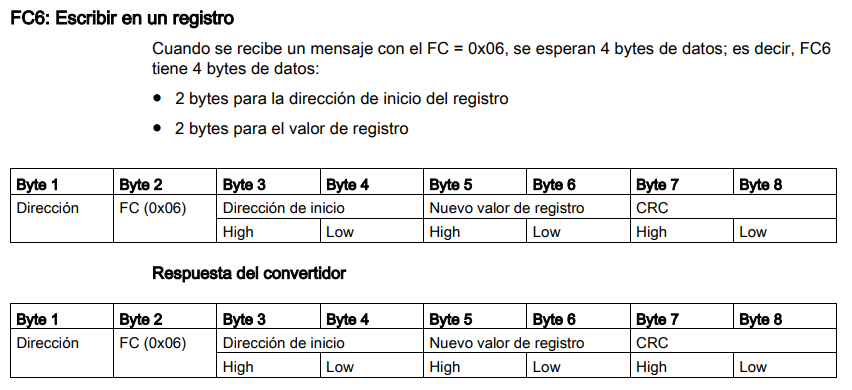 FC6: Escribir en un registro
Cuando se recibe un mensaje con el FC = 0x06, se esperan 4 bytes de datos; es decir, FC6
tiene 4 bytes de datos:
• 2 bytes para la dirección de inicio del registro
• 2 bytes para el valor de registro
Byte 1 Byte 2 Byte 3 Byte 4 Byte 5 Byte 6 Byte 7 Byte 8
Dirección FC (0x06) Dirección de inicio Nuevo valor de registro CRC
High Low High Low High Low
Respuesta del convertidor
Byte 1 Byte 2 Byte 3 Byte 4 Byte 5 Byte 6 Byte 7 Byte 8
Dirección FC (0x06) Dirección de inicio Nuevo valor de registro CRC
High Low High Low High Low